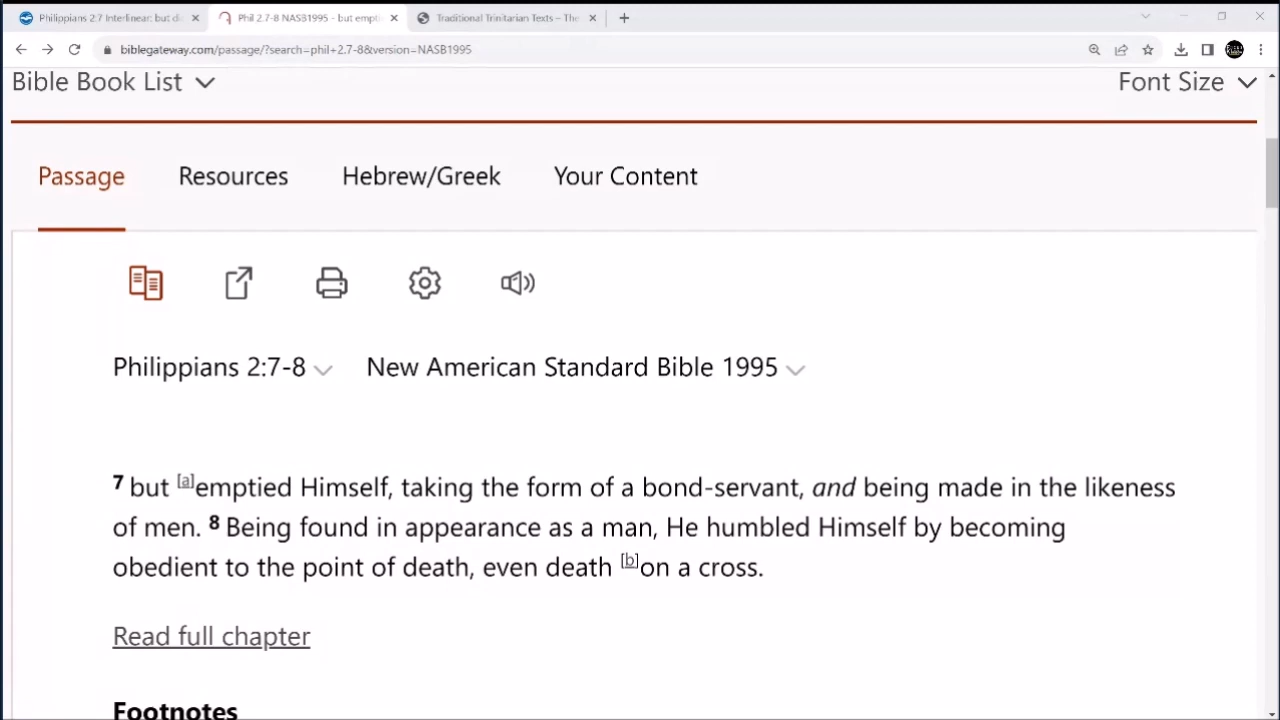 Philippians 2:7 Interlinear: but di
Phil 2.7-8 NASB1995 - but empti
Traditional Trinitarian Texts – The
biblegateway.com/passage/?search=phil+2.7-8&version=NASB1995
Bible Book List
Font Size
Passage Resources Hebrew/Greek Your Content
Philippians 2:7-8 New American Standard Bible 1995
7 but [a]emptied Himself, taking the form of a bond-servant, and being made in the likeness
of men. 8 Being found in appearance as a man, He humbled Himself by becoming
obedient to the point of death, even death [b]on a cross.
Read full chapter
Footnotes